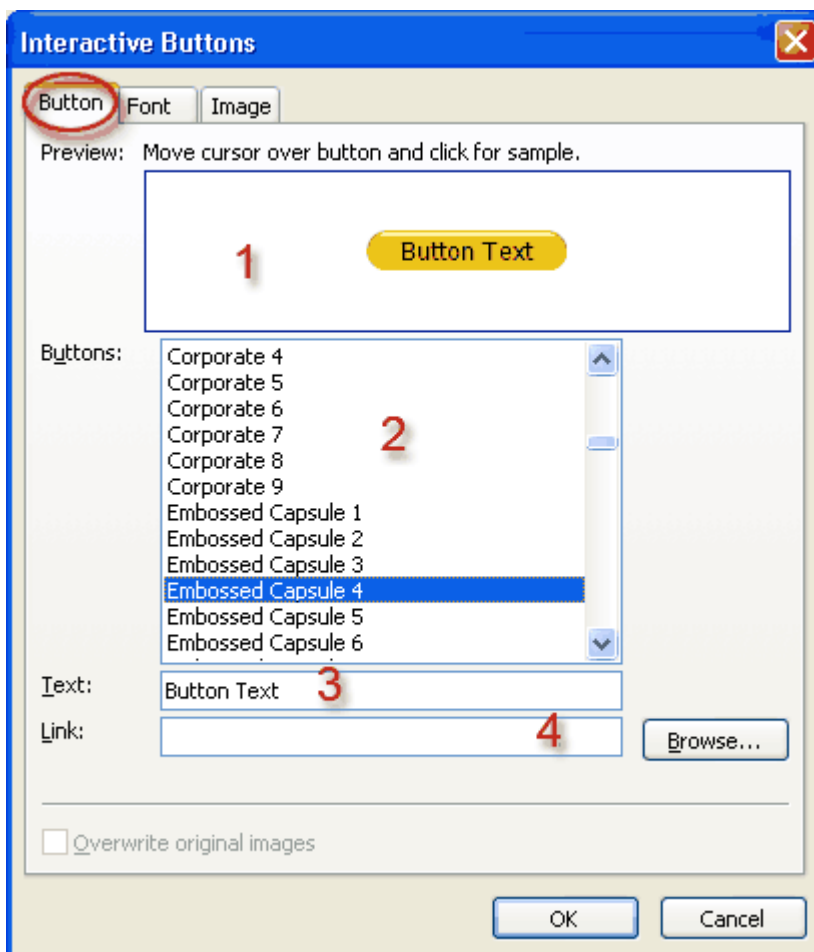 Interactive Buttons
Button Font Image
Preview: Move cursor over button and click for sample.
1 Button Text
Buttons: Corporate 4
Corporate 5
Corporate 6
Corporate 7
2
Corporate 8
Corporate 9
Embossed Capsule 1
Embossed Capsule 2
Embossed Capsule 3
Embossed Capsule 4
Embossed Capsule 5
Embossed Capsule 6
Text: Button Text 3
Link: 4 Browse...
Overwrite original images
OK Cancel